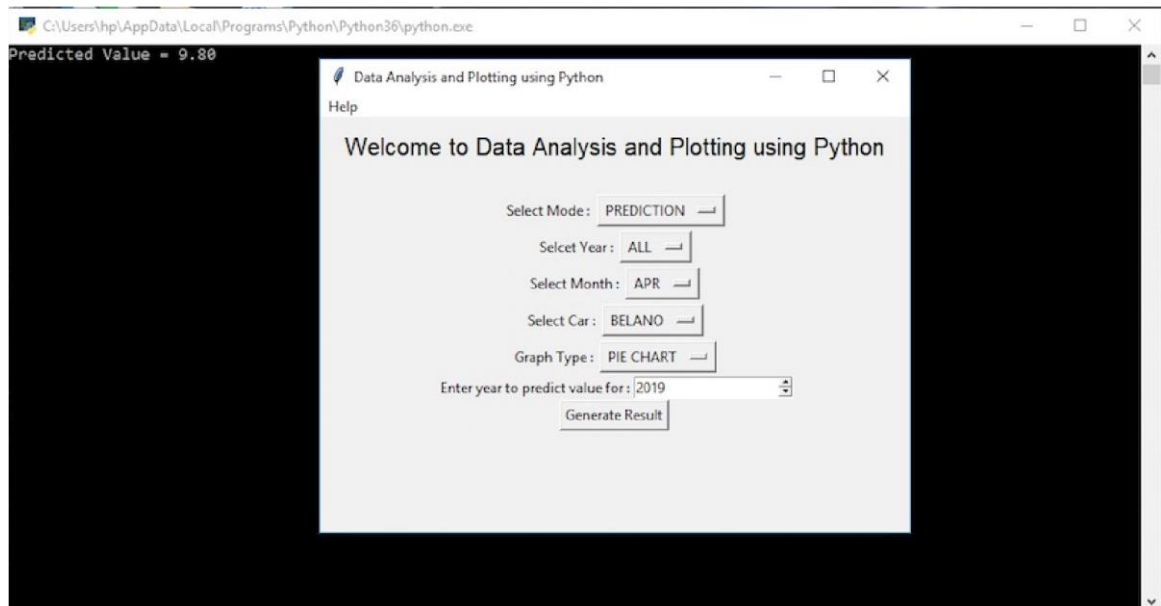 C:\Users\hp\AppData\Local\Programs\Python\Python36\python.exe
Predicted Value = 9.80
Data Analysis and Plotting using Python
Help
Welcome to Data Analysis and Plotting using Python
Select Mode : PREDICTION
Selcet Year : ALL
Select Month : APR
Select Car : BELANO
Graph Type : PIE CHART
Enter year to predict value for : 2019
Generate Result